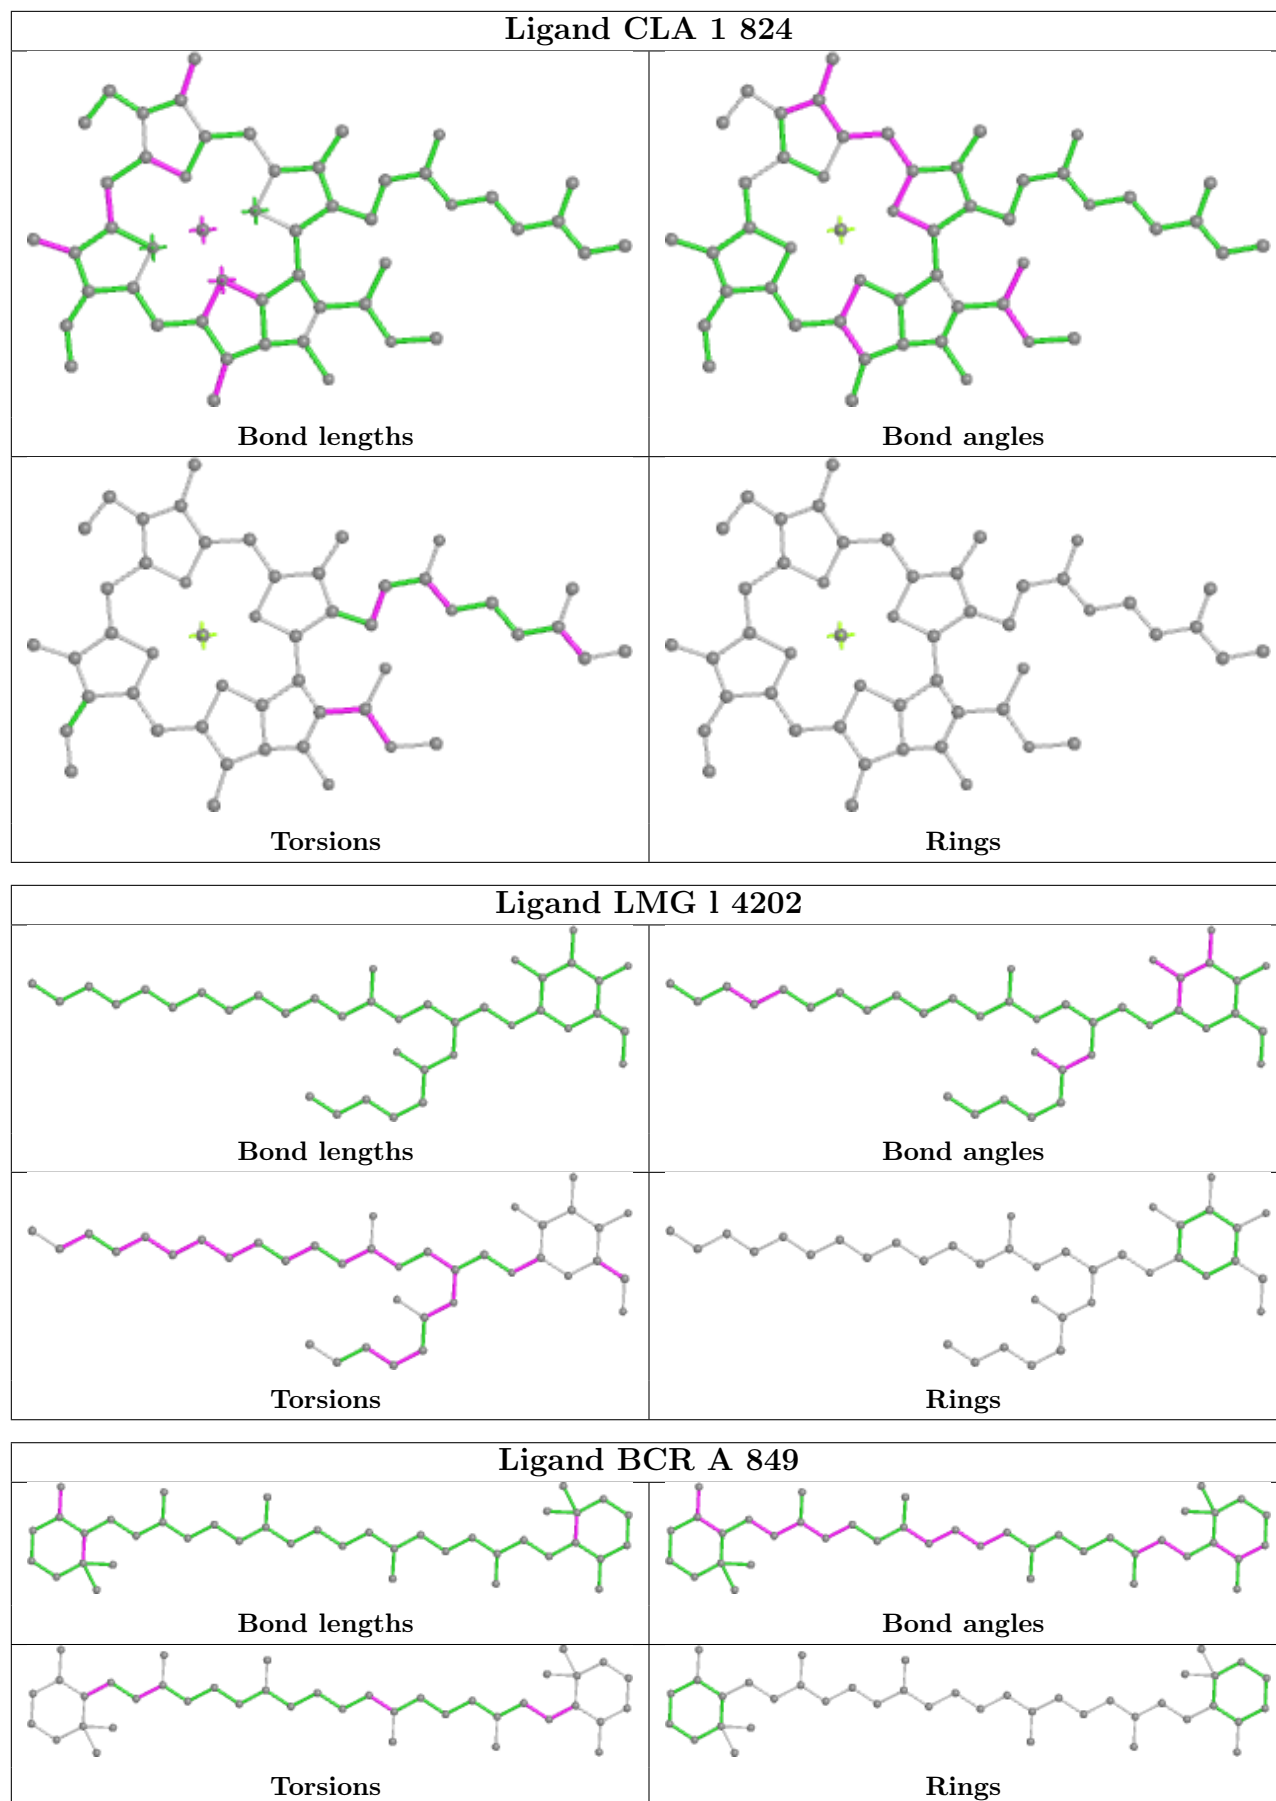 Ligand CLA 1 824
Bond lengths
Bond angles
Torsions
Rings
Ligand LMG l 4202
Bond lengths
Bond angles
Torsions
Rings
Ligand BCR A 849
Bond lengths
Bond angles
Torsions
Rings